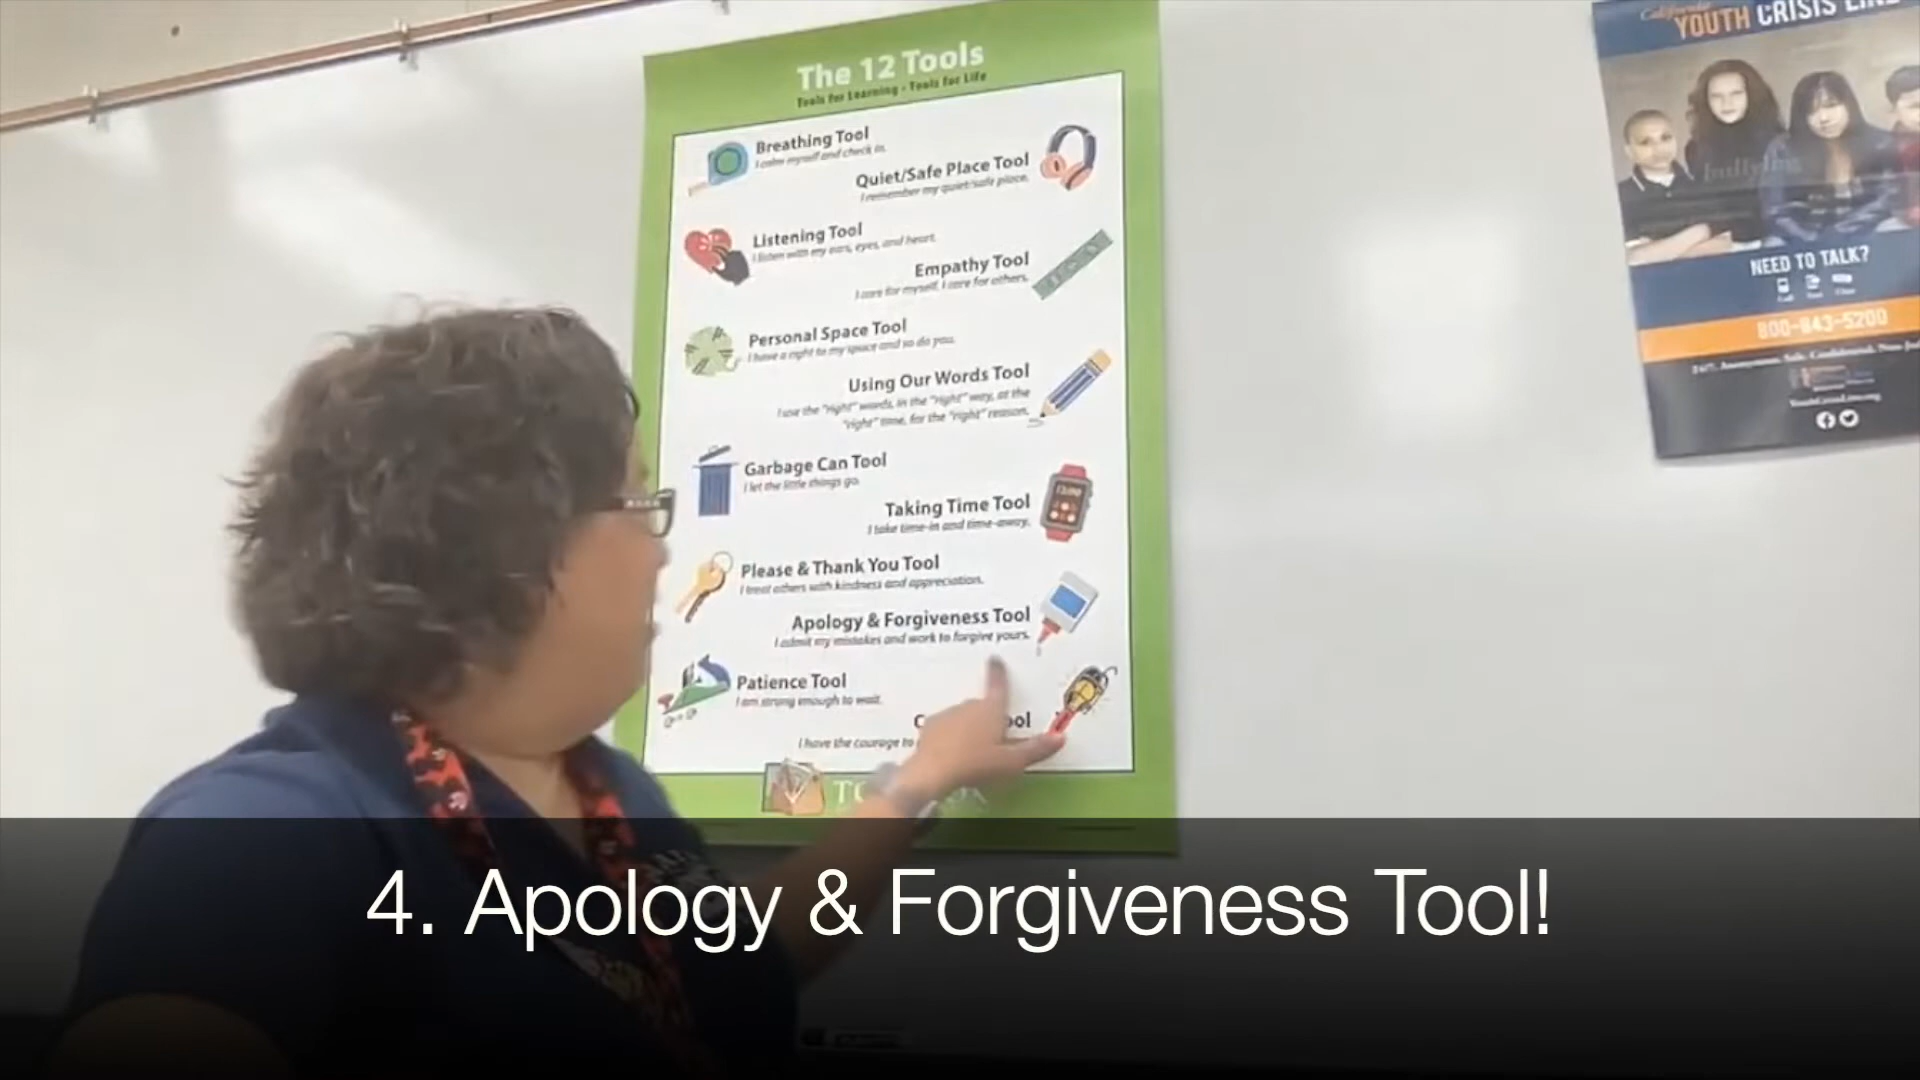 The 12 Tools
Tools for Learning • Tools for Life
Breathing Tool
I calm myself and check in.
Quiet/Safe Place Tool
I remember my quiet/safe place.
Listening Tool
I listen with my ears, eyes, and heart.
Empathy Tool
I care for myself. I care for others.
Personal Space Tool
I have a right to my space and so do you.
Using Our Words Tool
I use the "right" words, in the "right" way, at the
"right" time, for the "right" reason.
Garbage Can Tool
I let the little things go.
Taking Time Tool
I take time-in and time-away.
Please & Thank You Tool
I treat others with kindness and appreciation.
Apology & Forgiveness Tool
I admit my mistakes and work to forgive yours.
Patience Tool
I am strong enough to wait.
I have the courage to
California
YOUTH CRISIS LINE
bullying
NEED TO TALK?
Call Text Chat
800-843-5200
4. Apology & Forgiveness Tool!